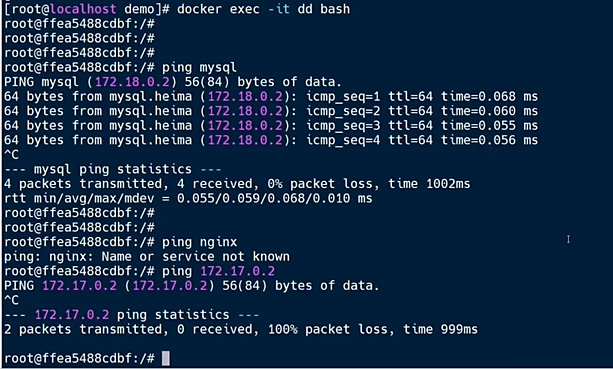 [root@localhost demo]# docker exec -it dd bash
root@ffea5488cdbf:/#
root@ffea5488cdbf:/#
root@ffea5488cdbf:/#
root@ffea5488cdbf:/# ping mysql
PING mysql (172.18.0.2) 56(84) bytes of data.
64 bytes from mysql.heima (172.18.0.2): icmp_seq=1 ttl=64 time=0.068 ms
64 bytes from mysql.heima (172.18.0.2): icmp_seq=2 ttl=64 time=0.060 ms
64 bytes from mysql.heima (172.18.0.2): icmp_seq=3 ttl=64 time=0.055 ms
64 bytes from mysql.heima (172.18.0.2): icmp_seq=4 ttl=64 time=0.056 ms
^C
--- mysql ping statistics ---
4 packets transmitted, 4 received, 0% packet loss, time 1002ms
rtt min/avg/max/mdev = 0.055/0.059/0.068/0.010 ms
root@ffea5488cdbf:/#
root@ffea5488cdbf:/#
root@ffea5488cdbf:/# ping nginx
ping: nginx: Name or service not known
root@ffea5488cdbf:/# ping 172.17.0.2
PING 172.17.0.2 (172.17.0.2) 56(84) bytes of data.
^C
--- 172.17.0.2 ping statistics ---
2 packets transmitted, 0 received, 100% packet loss, time 999ms
root@ffea5488cdbf:/#